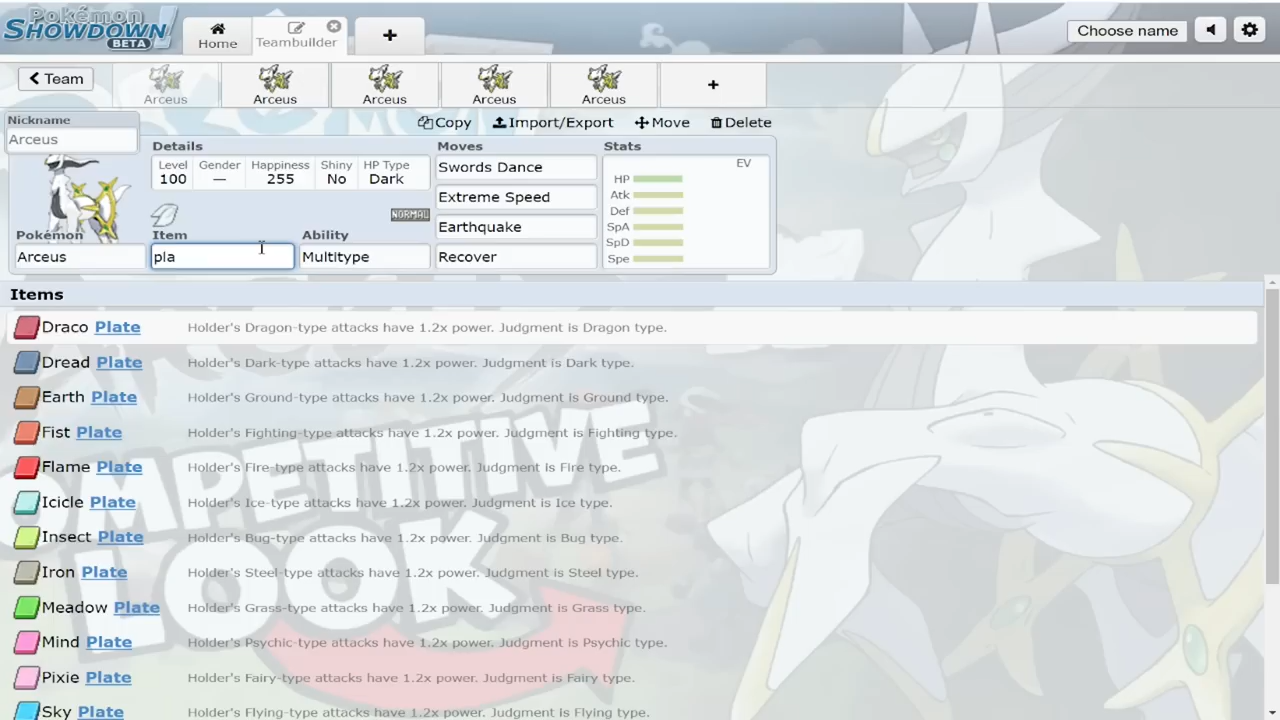 Pokémon
SHOWDOWN!
BETA
Home
Teambuilder
+
Choose name
Team
Arceus
Arceus
Arceus
Arceus
Arceus
+
Nickname
Arceus
Copy
Import/Export
Move
Delete
Details
Moves
Stats
Level
Gender
Happiness
Shiny
HP Type
100
—
255
No
Dark
Swords Dance
Extreme Speed
Earthquake
Recover
EV
HP
Atk
Def
SpA
SpD
Spe
NORMAL
Pokémon
Item
Ability
Arceus
pla
Multitype
Items
Draco Plate Holder's Dragon-type attacks have 1.2x power. Judgment is Dragon type.
Dread Plate Holder's Dark-type attacks have 1.2x power. Judgment is Dark type.
Earth Plate Holder's Ground-type attacks have 1.2x power. Judgment is Ground type.
Fist Plate Holder's Fighting-type attacks have 1.2x power. Judgment is Fighting type.
Flame Plate Holder's Fire-type attacks have 1.2x power. Judgment is Fire type.
Icicle Plate Holder's Ice-type attacks have 1.2x power. Judgment is Ice type.
Insect Plate Holder's Bug-type attacks have 1.2x power. Judgment is Bug type.
Iron Plate Holder's Steel-type attacks have 1.2x power. Judgment is Steel type.
Meadow Plate Holder's Grass-type attacks have 1.2x power. Judgment is Grass type.
Mind Plate Holder's Psychic-type attacks have 1.2x power. Judgment is Psychic type.
Pixie Plate Holder's Fairy-type attacks have 1.2x power. Judgment is Fairy type.
Sky Plate Holder's Flying-type attacks have 1.2x power. Judgment is Flying type.
OMPETITIVE
LOOK